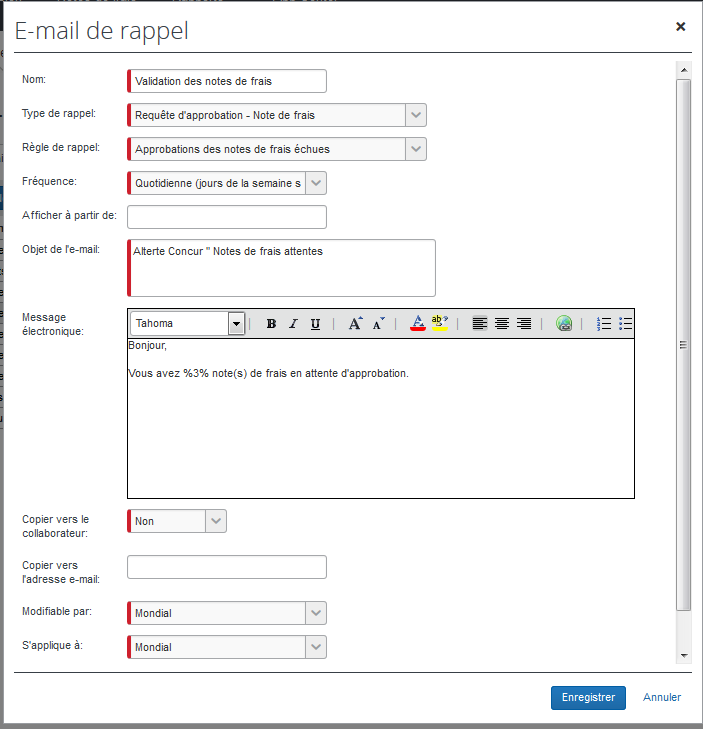 E-mail de rappel
Nom:
Validation des notes de frais
Type de rappel:
Requête d'approbation - Note de frais
Règle de rappel:
Approbations des notes de frais échues
Fréquence:
Quotidienne (jours de la semaine s
Afficher à partir de:
Objet de l'e-mail:
Alterte Concur " Notes de frais attentes
Message
électronique:
Tahoma
B I U A A A ab
Bonjour,
Vous avez %3% note(s) de frais en attente d'approbation.
Copier vers le
collaborateur:
Non
Copier vers
l'adresse e-mail:
Modifiable par:
Mondial
S'applique à:
Mondial
Enregistrer
Annuler